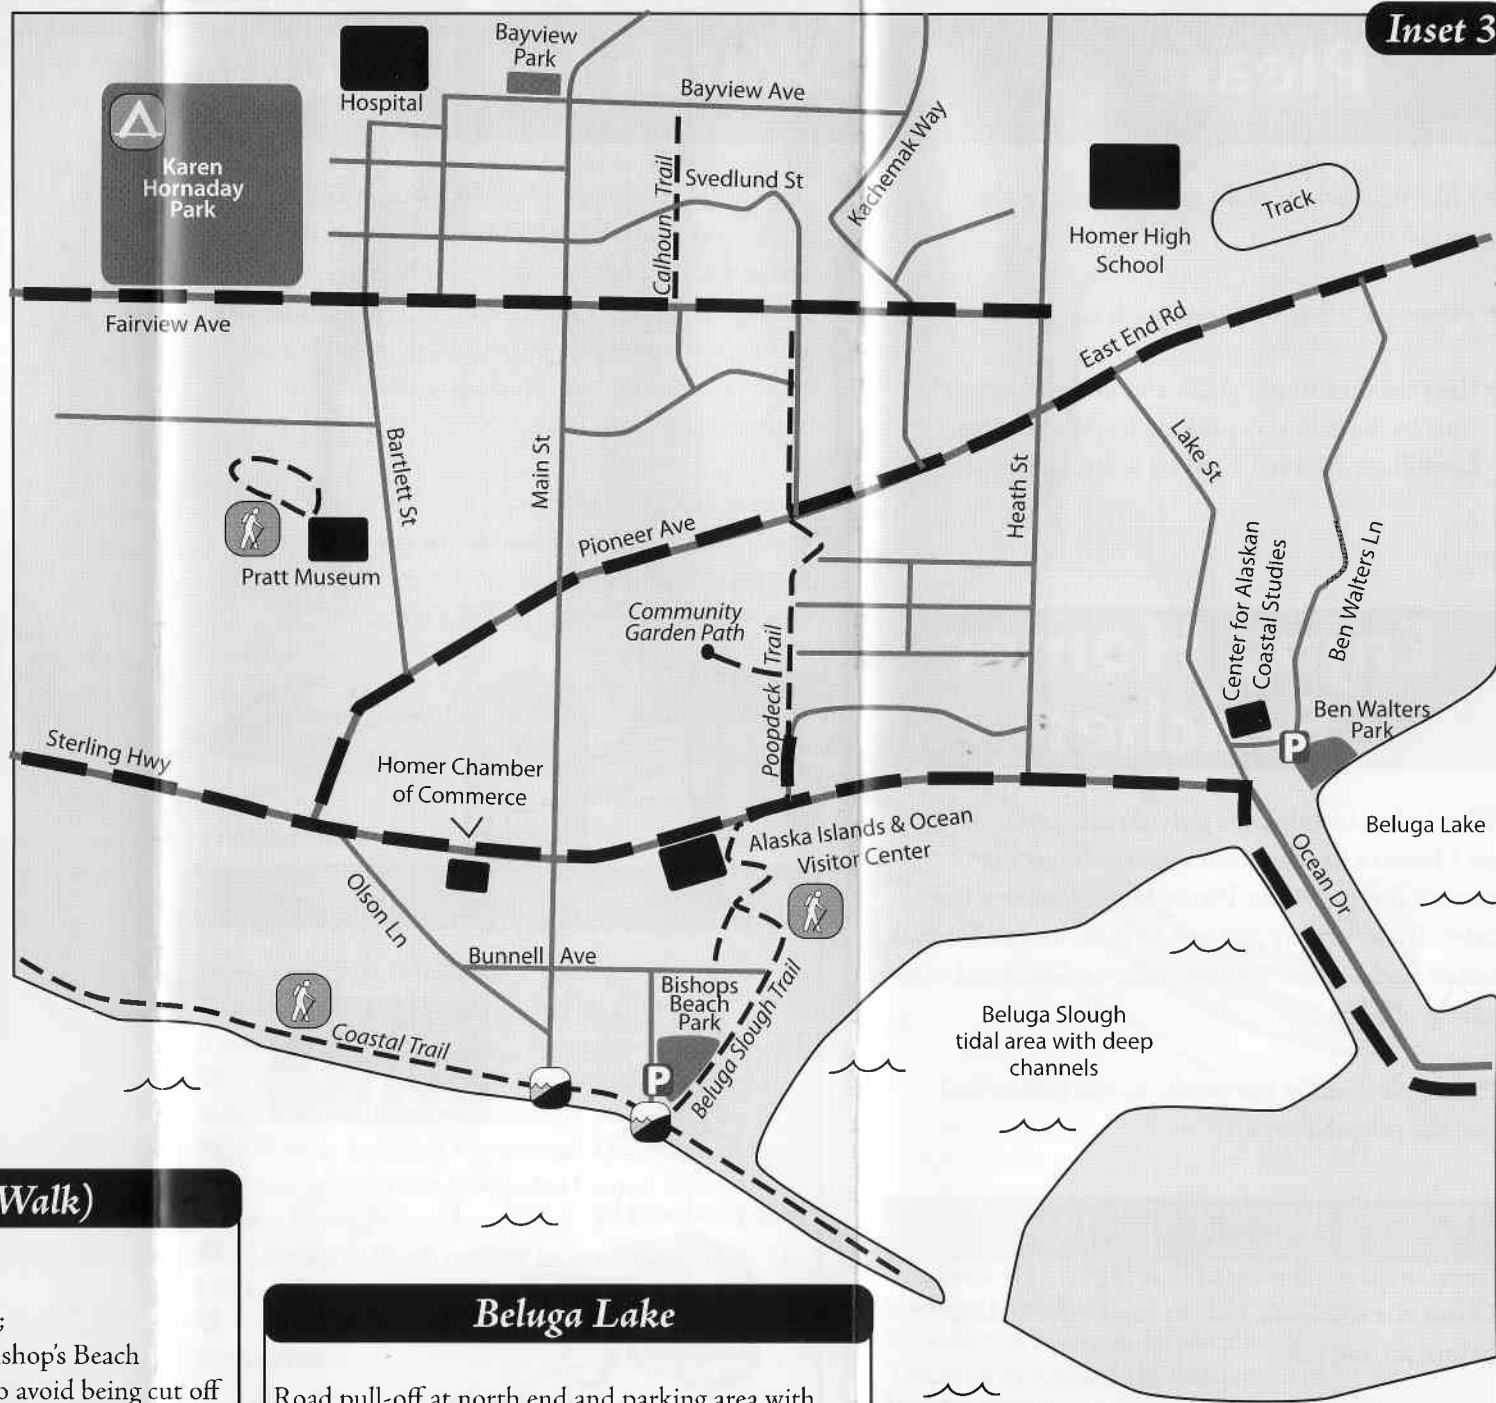 Inset 3
Bayview
Park
Hospital
Bayview Ave
Karen
Hornaday
Park
Calhoun Trail
Svedlund St
Kachemak Way
Homer High
School
Track
Fairview Ave
East End Rd
Bartlett St
Main St
Pioneer Ave
Heath St
Lake St
Pratt Museum
Community
Garden Path
Poopdeck Trail
Center for Alaskan
Coastal Studies
Ben Walters Ln
Ben Walters
Park
P
Sterling Hwy
Homer Chamber
of Commerce
Alaska Islands & Ocean
Visitor Center
Beluga Lake
Ocean Dr
Olson Ln
Bunnell Ave
Bishops
Beach
Park
P
Beluga Slough Trail
Coastal Trail
Beluga Slough
tidal area with deep
channels
Walk)
;
ishop's Beach
o avoid being cut off
Beluga Lake
Road pull-off at north end and parking area with